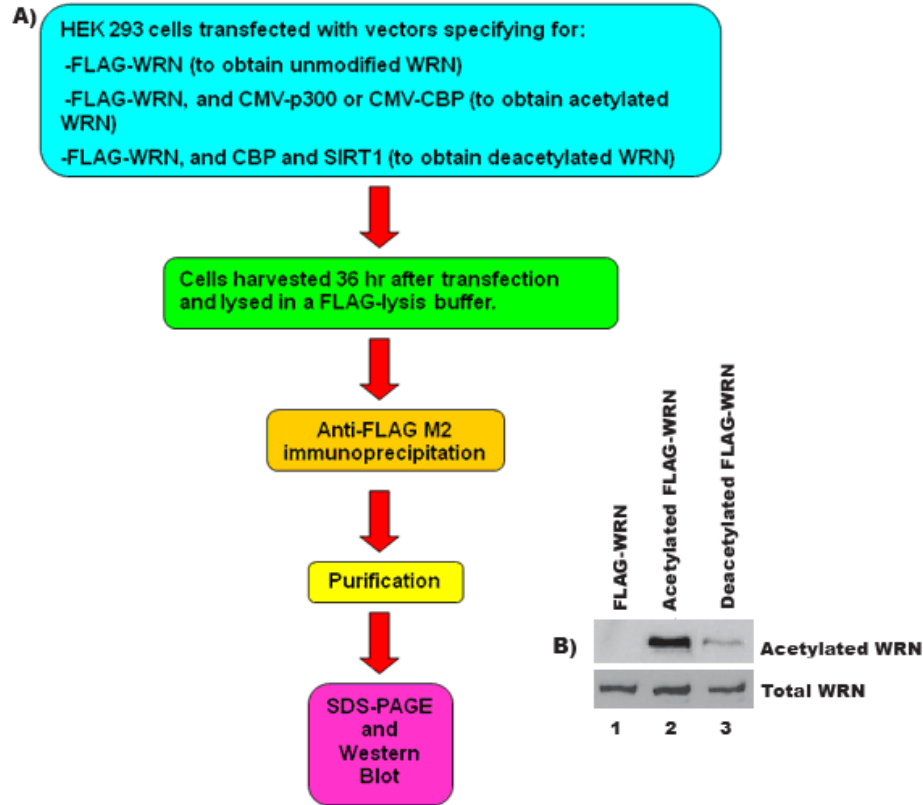 A)
HEK 293 cells transfected with vectors specifying for:
-FLAG-WRN (to obtain unmodified WRN)
-FLAG-WRN, and CMV-p300 or CMV-CBP (to obtain acetylated
WRN)
-FLAG-WRN, and CBP and SIRT1 (to obtain deacetylated WRN)
Cells harvested 36 hr after transfection
and lysed in a FLAG-lysis buffer.
Anti-FLAG M2
immunoprecipitation
Purification
SDS-PAGE
and
Western
Blot
B)
FLAG-WRN
Acetylated FLAG-WRN
Deacetylated FLAG-WRN
Acetylated WRN
Total WRN
1 2 3